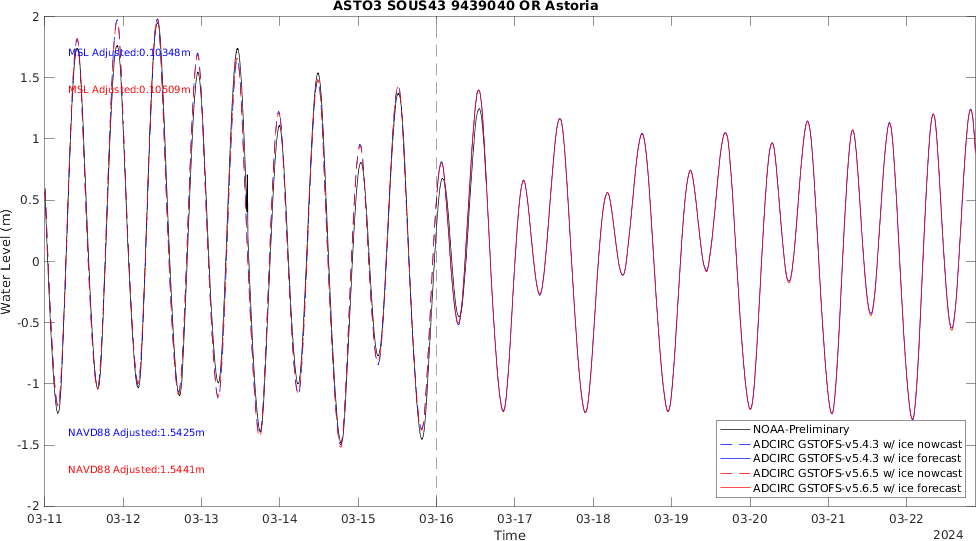 ASTO3 SOUS43 9439040 OR Astoria
2
1.5
1
0.5
0
-0.5
-1
-1.5
-2
Water Level (m)
MSL Adjusted:0.10348m
MSL Adjusted:0.10509m
NAVD88 Adjusted:1.5425m
NAVD88 Adjusted:1.5441m
NOAA-Preliminary
ADCIRC GSTOFS-v5.4.3 w/ ice nowcast
ADCIRC GSTOFS-v5.4.3 w/ ice forecast
ADCIRC GSTOFS-v5.6.5 w/ ice nowcast
ADCIRC GSTOFS-v5.6.5 w/ ice forecast
03-11 03-12 03-13 03-14 03-15 03-16 03-17 03-18 03-19 03-20 03-21 03-22
Time
2024